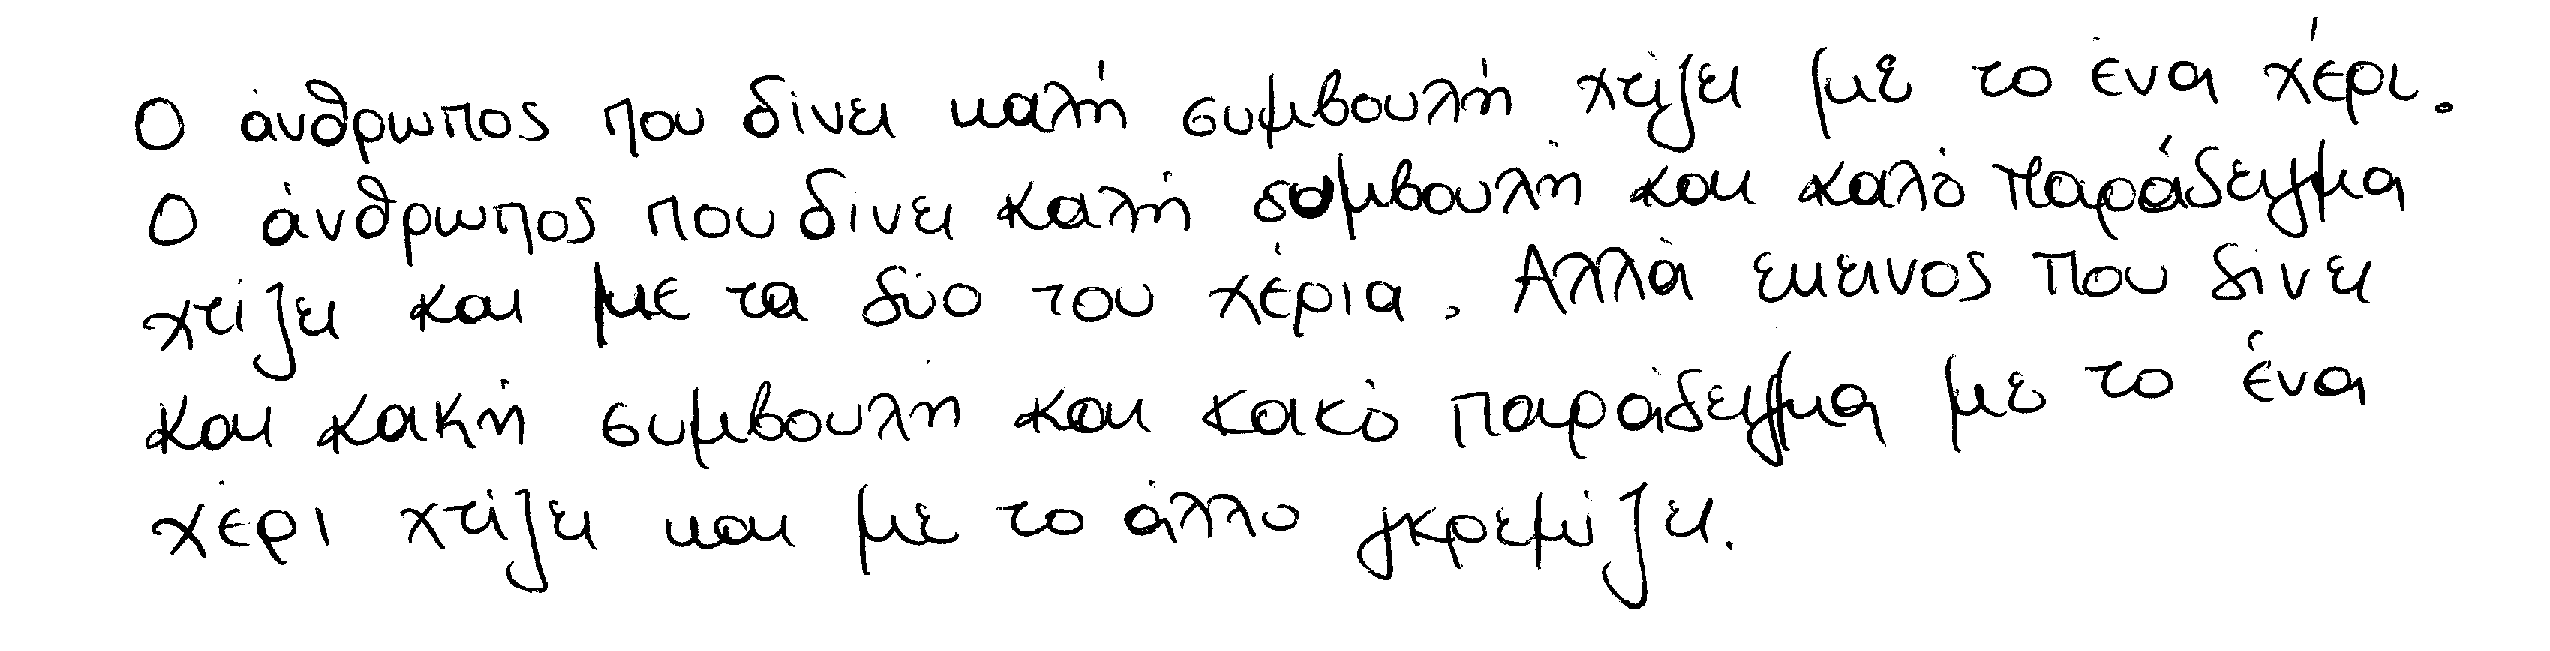 Ο άνθρωπος που δίνει καλή συμβουλή χτίζει με το ένα χέρι.
Ο άνθρωπος που δίνει καλή συμβουλή και καλό παράδειγμα
χτίζει και με τα δύο του χέρια. Αλλά εκεινος που δίνει
και κακή συμβουλή και κακό παράδειγμα με το ένα
χέρι χτίζει και με το άλλο γκρεμίζει.